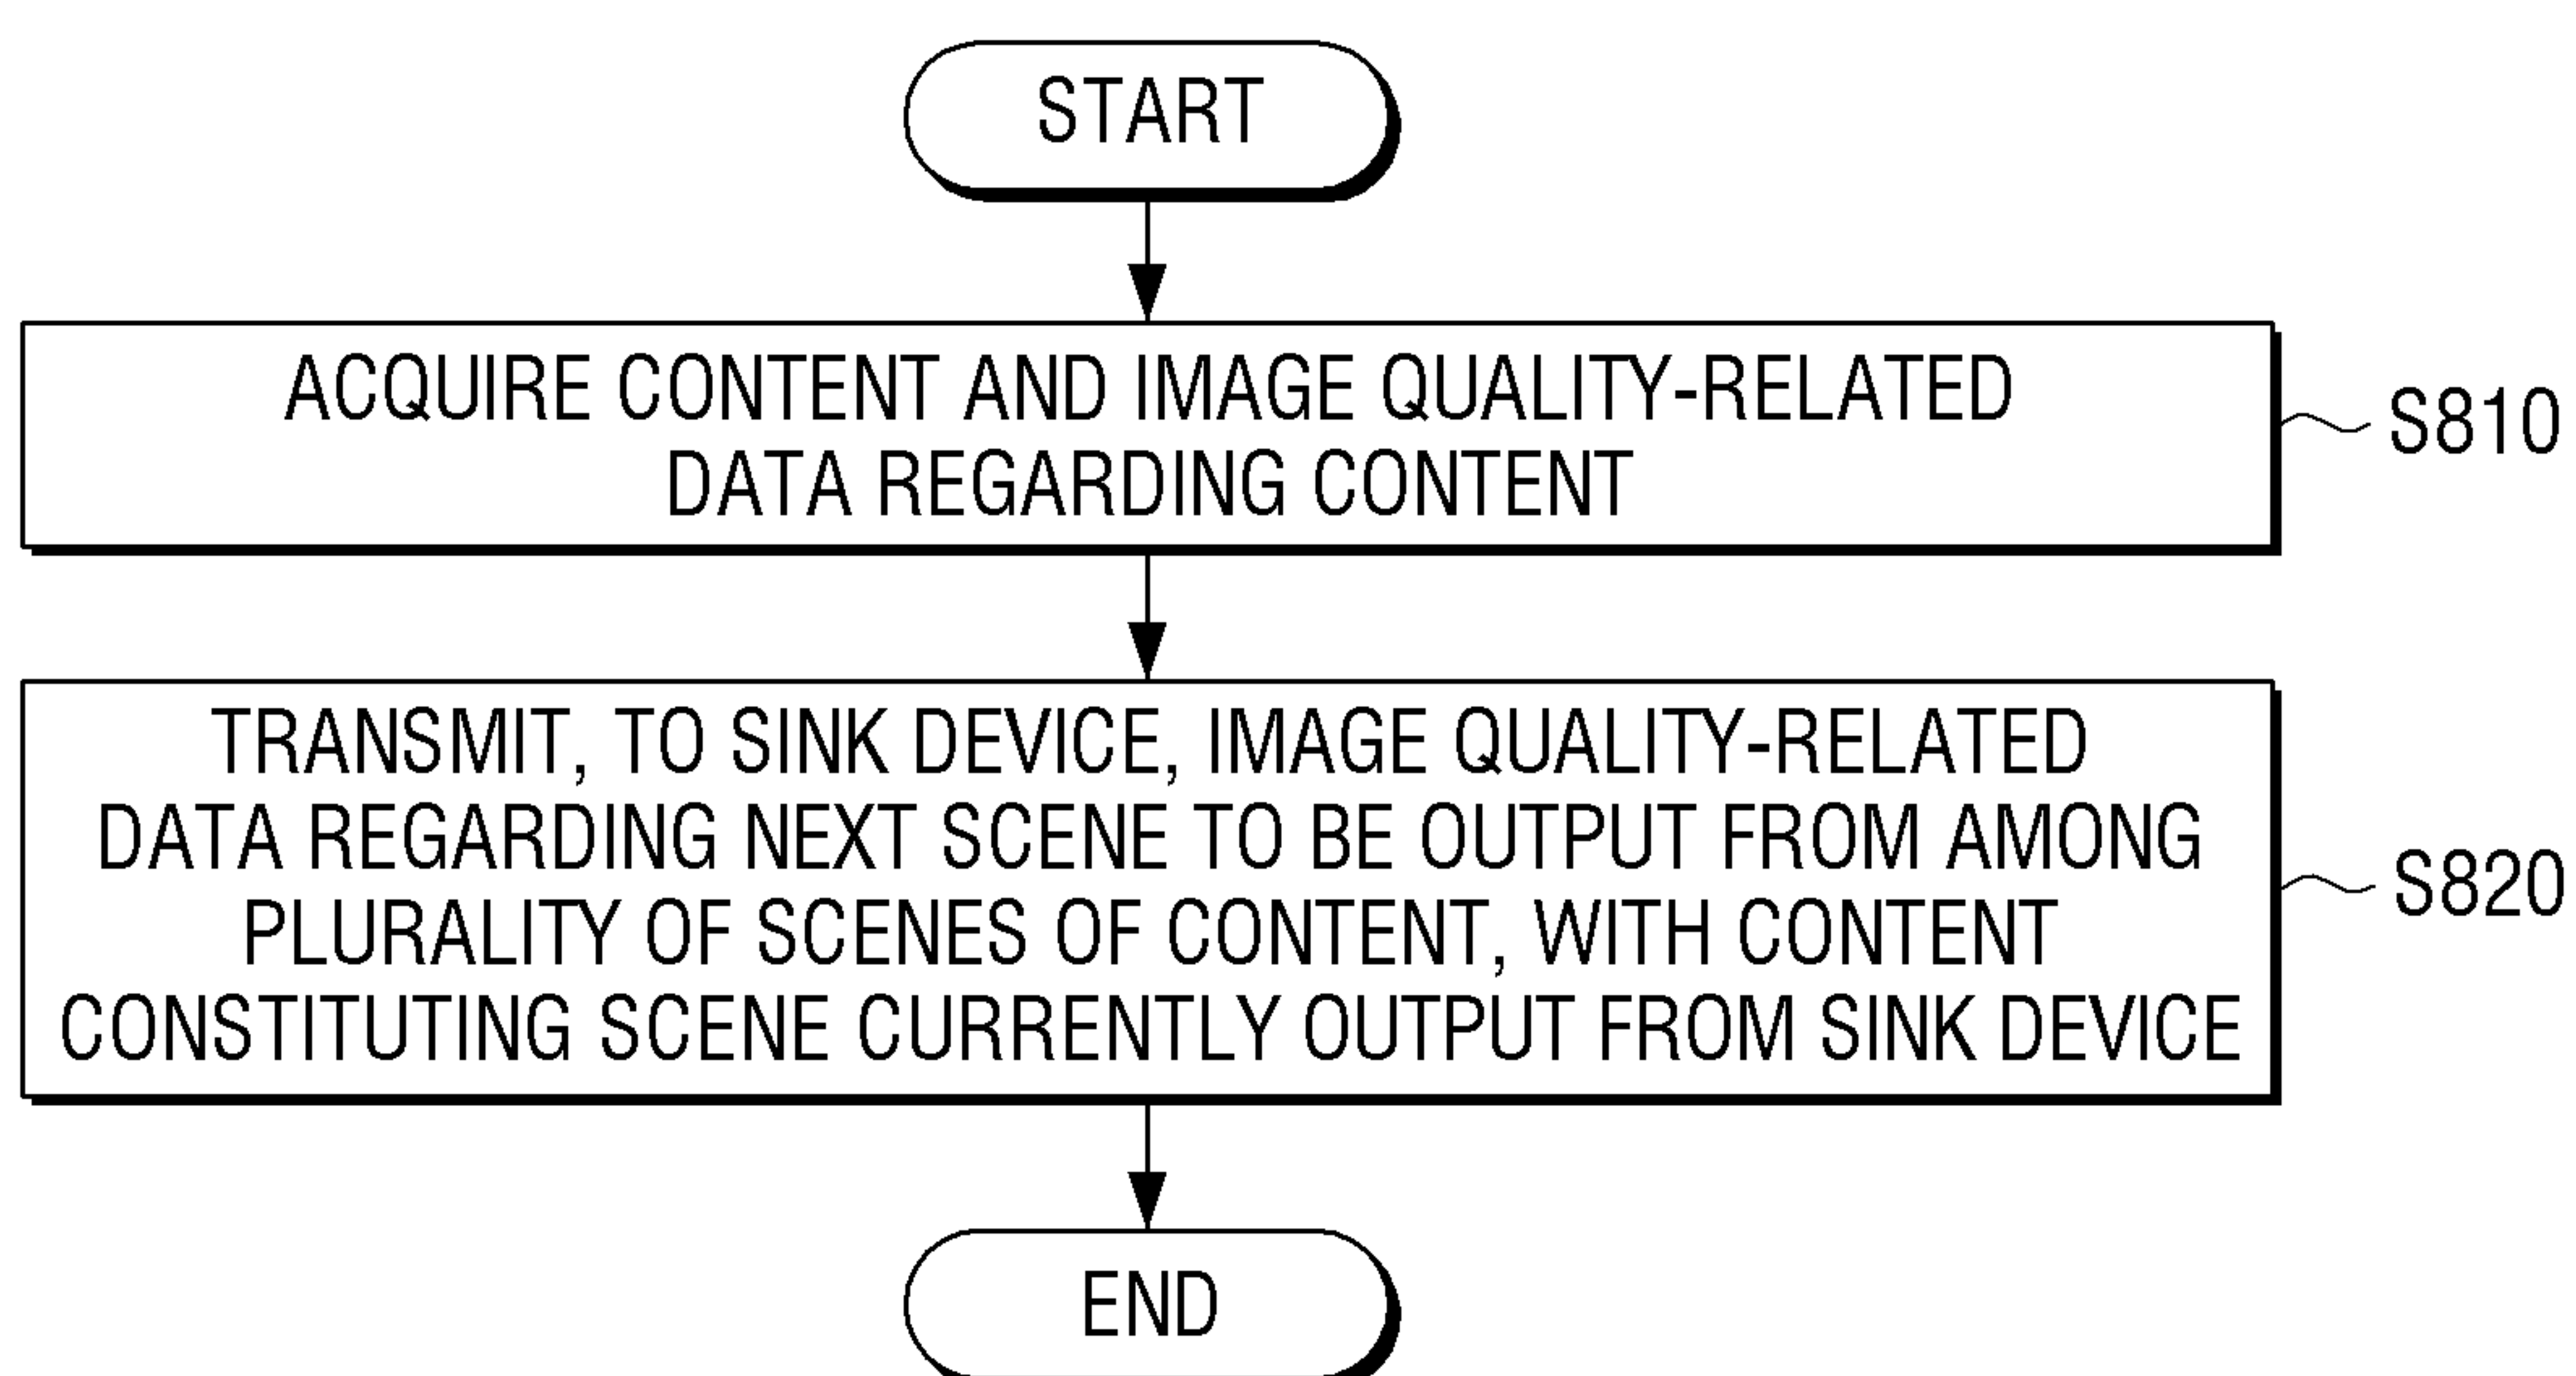 START
ACQUIRE CONTENT AND IMAGE QUALITY-RELATED
DATA REGARDING CONTENT
S810
TRANSMIT, TO SINK DEVICE, IMAGE QUALITY-RELATED
DATA REGARDING NEXT SCENE TO BE OUTPUT FROM AMONG
PLURALITY OF SCENES OF CONTENT, WITH CONTENT
CONSTITUTING SCENE CURRENTLY OUTPUT FROM SINK DEVICE
S820
END